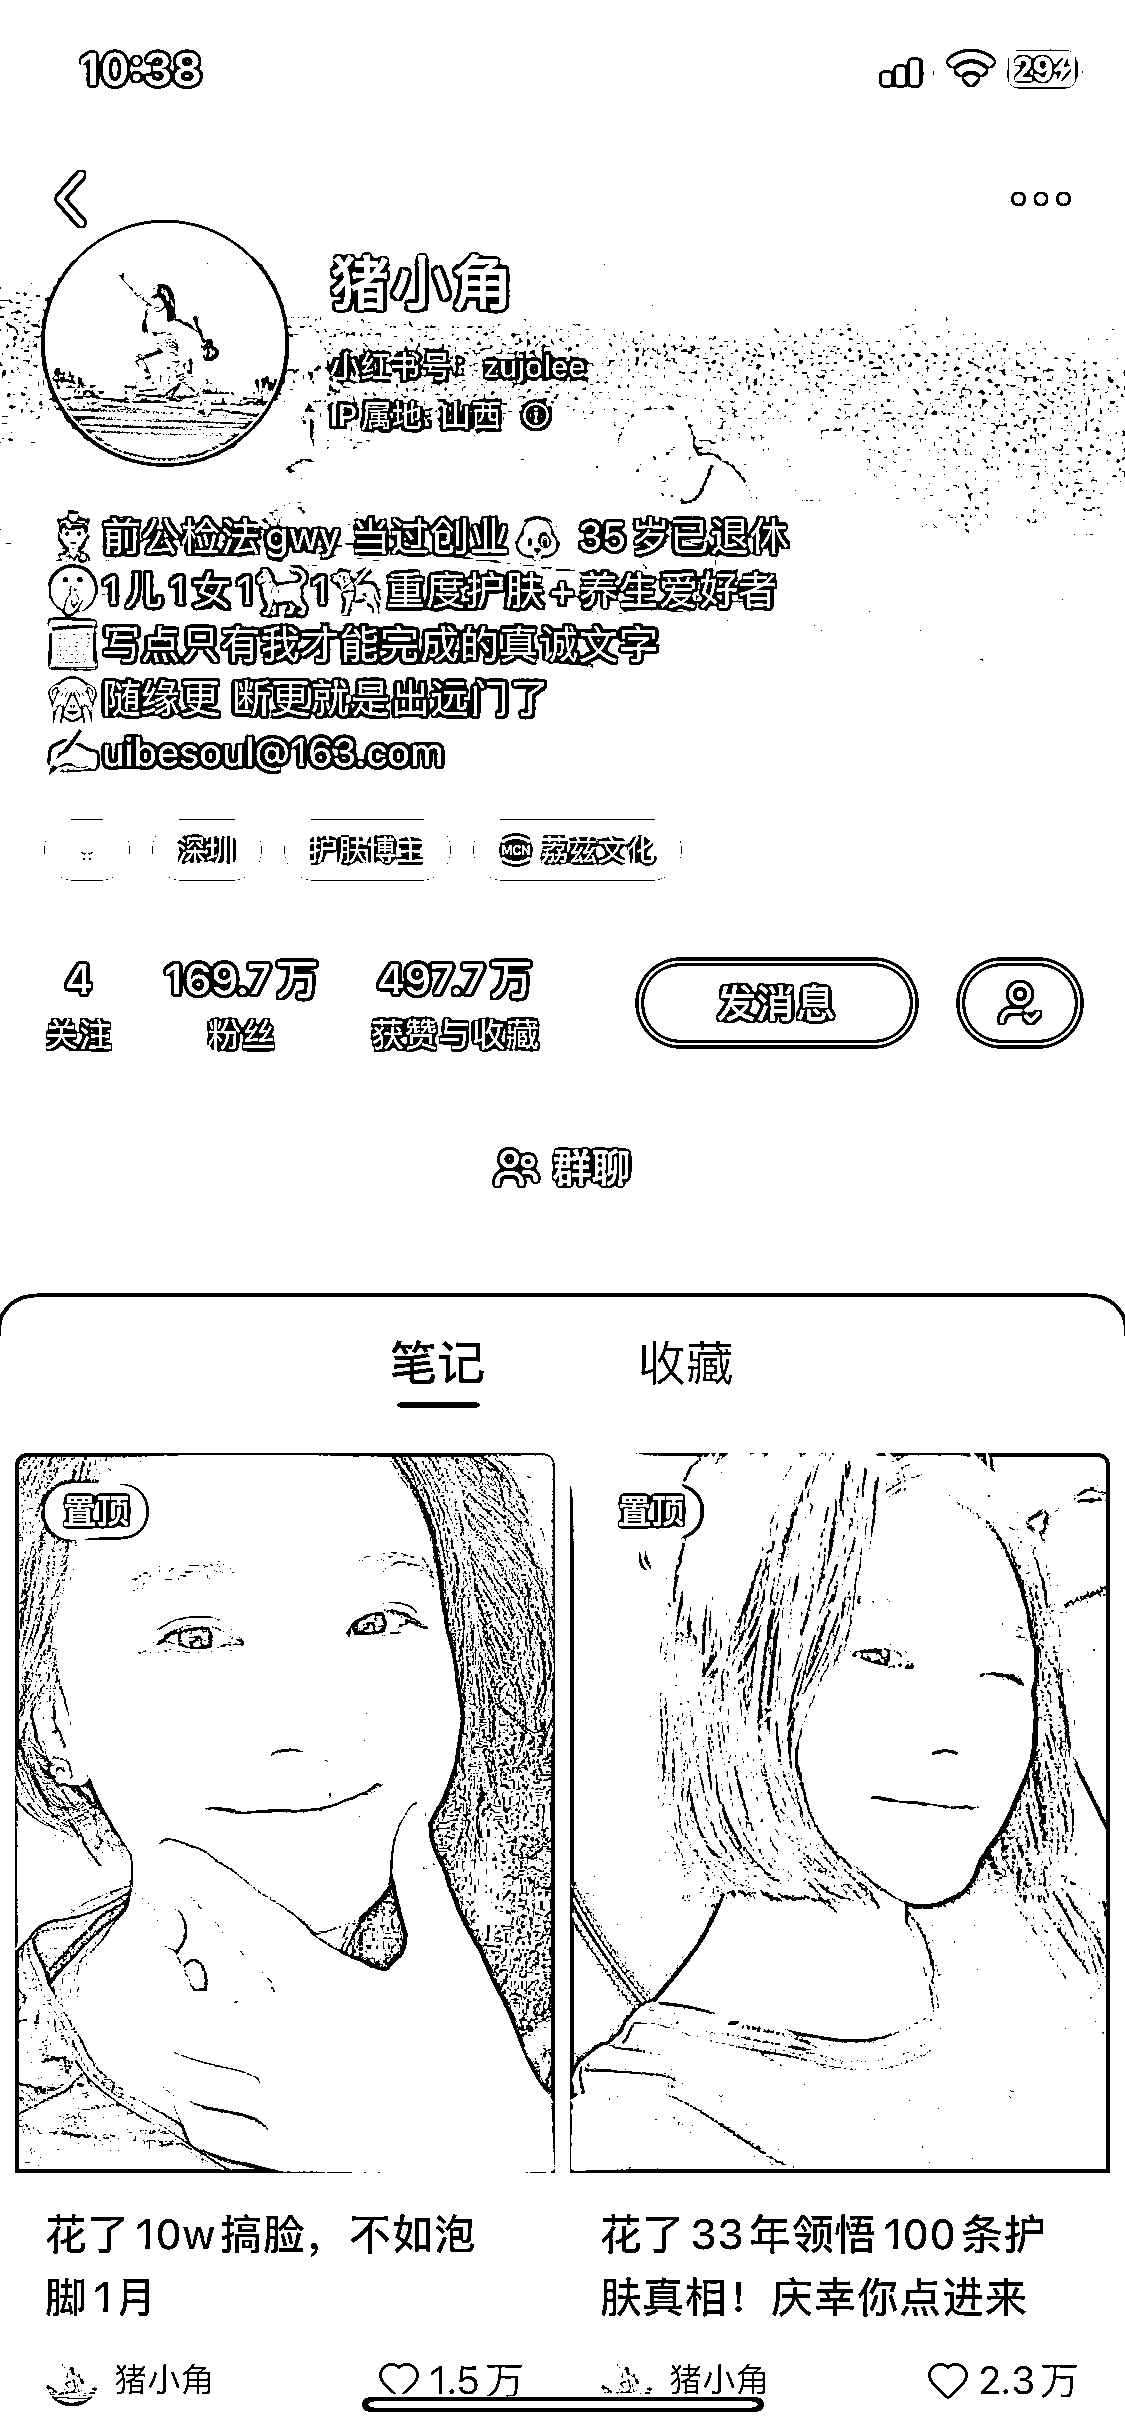 10:38
29
猪小角
小红书号：zujolee
IP属地：山西
前公检法gwy 当过创业 35岁已退休
1儿1女1 1 重度护肤+养生爱好者
写点只有我才能完成的真诚文字
随缘更 断更就是出远门了
uibesoul@163.com
深圳 护肤博主 MCN 荔兹文化
4 169.7万 497.7万
关注 粉丝 获赞与收藏 发消息
群聊
笔记 收藏
置顶 置顶
花了10w搞脸，不如泡
脚1月
花了33年领悟100条护
肤真相！庆幸你点进来
猪小角 1.5万 猪小角 2.3万